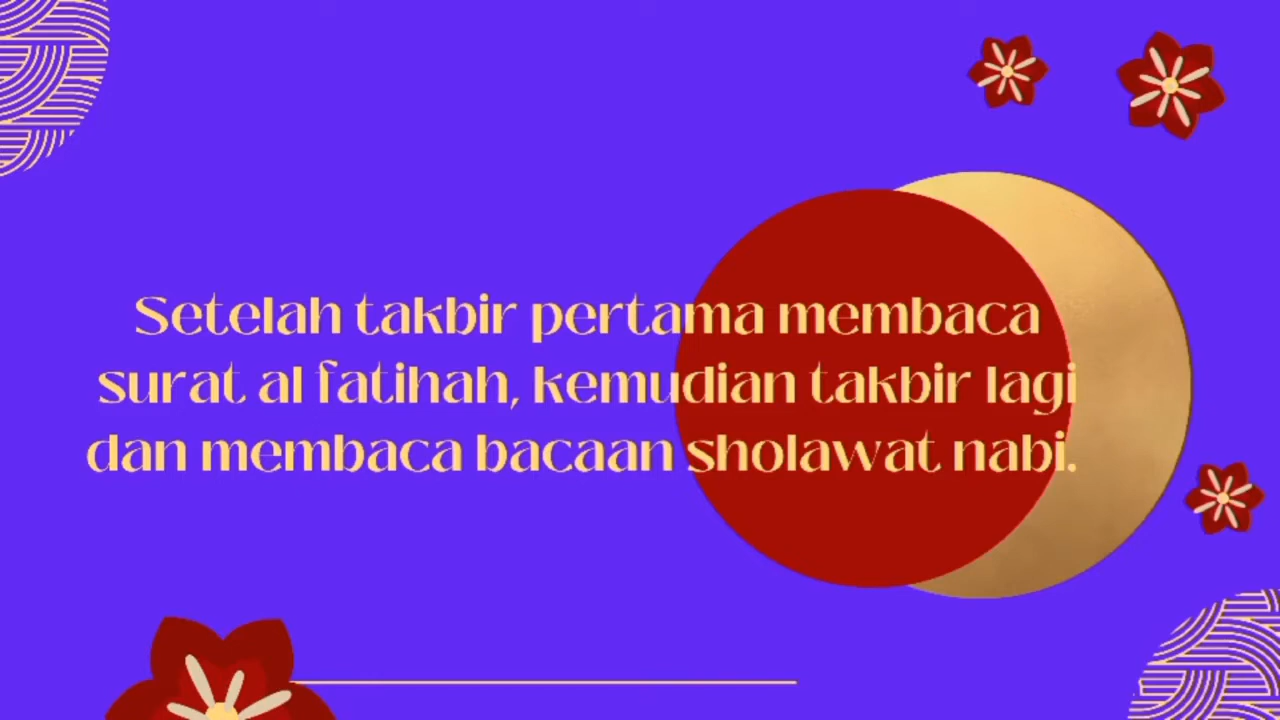 Setelah takbir pertama membaca
surat al fatihah, kemudian takbir lagi
dan membaca bacaan sholawat nabi.